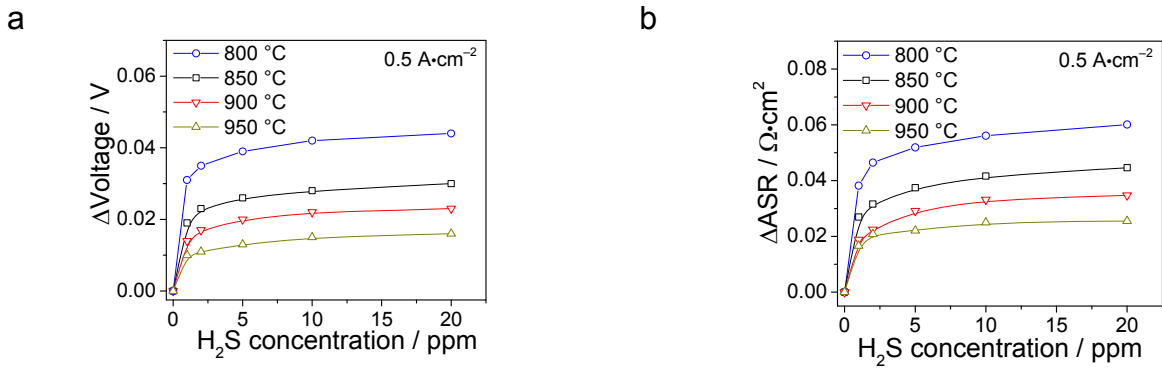 a
800 °C
850 °C
900 °C
950 °C
0.5 A•cm⁻²
ΔVoltage / V
0.06
0.04
0.02
0.00
0 5 10 15 20
H₂S concentration / ppm
b
800 °C
850 °C
900 °C
950 °C
0.5 A•cm⁻²
ΔASR / Ω•cm²
0.08
0.06
0.04
0.02
0.00
0 5 10 15 20
H₂S concentration / ppm